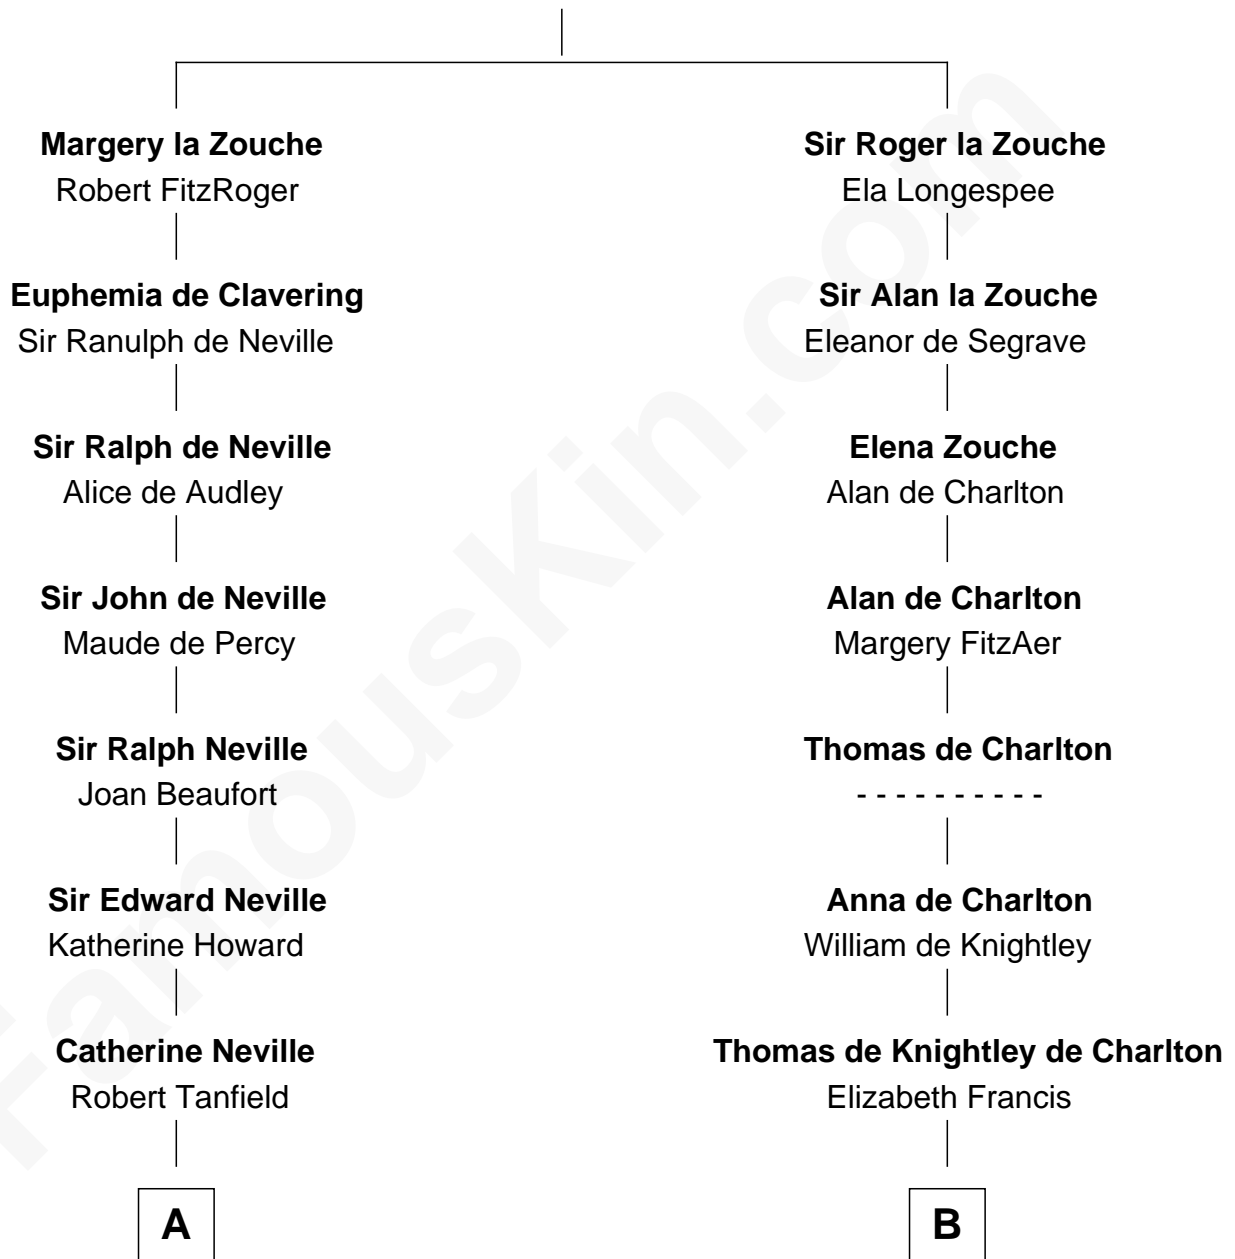 Margery la Zouche
Robert FitzRoger
Sir Roger la Zouche
Ela Longespee
Euphemia de Clavering
Sir Ranulph de Neville
Sir Alan la Zouche
Eleanor de Segrave
Sir Ralph de Neville
Alice de Audley
Elena Zouche
Alan de Charlton
Sir John de Neville
Maude de Percy
Alan de Charlton
Margery FitzAer
Sir Ralph Neville
Joan Beaufort
Thomas de Charlton
- - - - - - - - - -
Sir Edward Neville
Katherine Howard
Anna de Charlton
William de Knightley
Catherine Neville
Robert Tanfield
Thomas de Knightley de Charlton
Elizabeth Francis
A
B
FamousKin.com